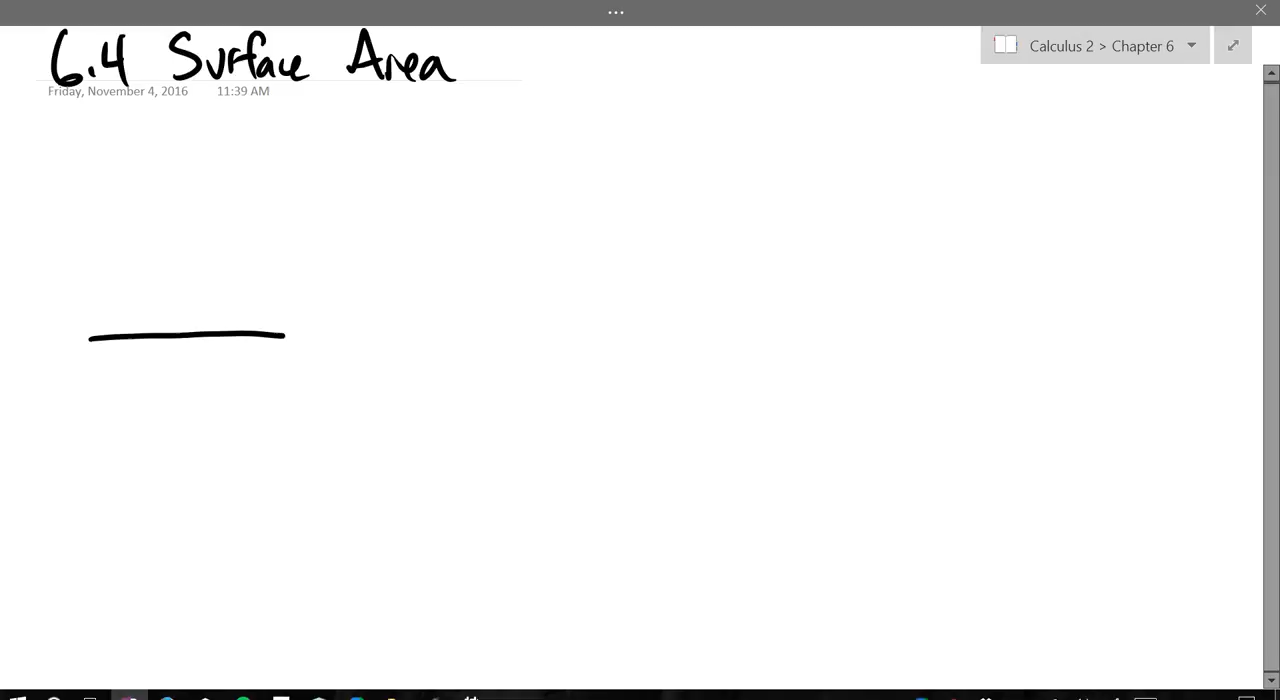 6.4 Surface Area
Friday, November 4, 2016 11:39 AM
Calculus 2 > Chapter 6